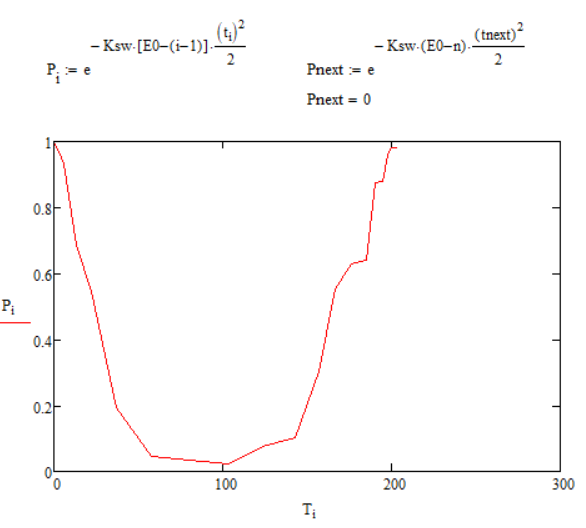 P_i := e^(−Ksw·[E0−(i−1)]·(t_i)^2/2)
Pnext := e^(−Ksw·(E0−n)·(tnext)^2/2)
Pnext = 0
1
0.8
0.6
P_i
0.4
0.2
0
0 100 200 300
T_i